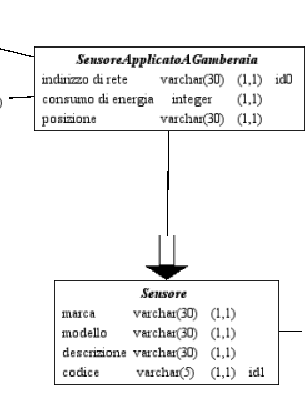 SensoreApplicatoAGamberaia
indirizzo di rete varchar(30) (1,1) id0
consumo di energia integer (1,1)
posizione varchar(30) (1,1)
)
Sensore
marca varchar(30) (1,1)
modello varchar(30) (1,1)
descrizione varchar(30) (1,1)
codice varchar(5) (1,1) id1